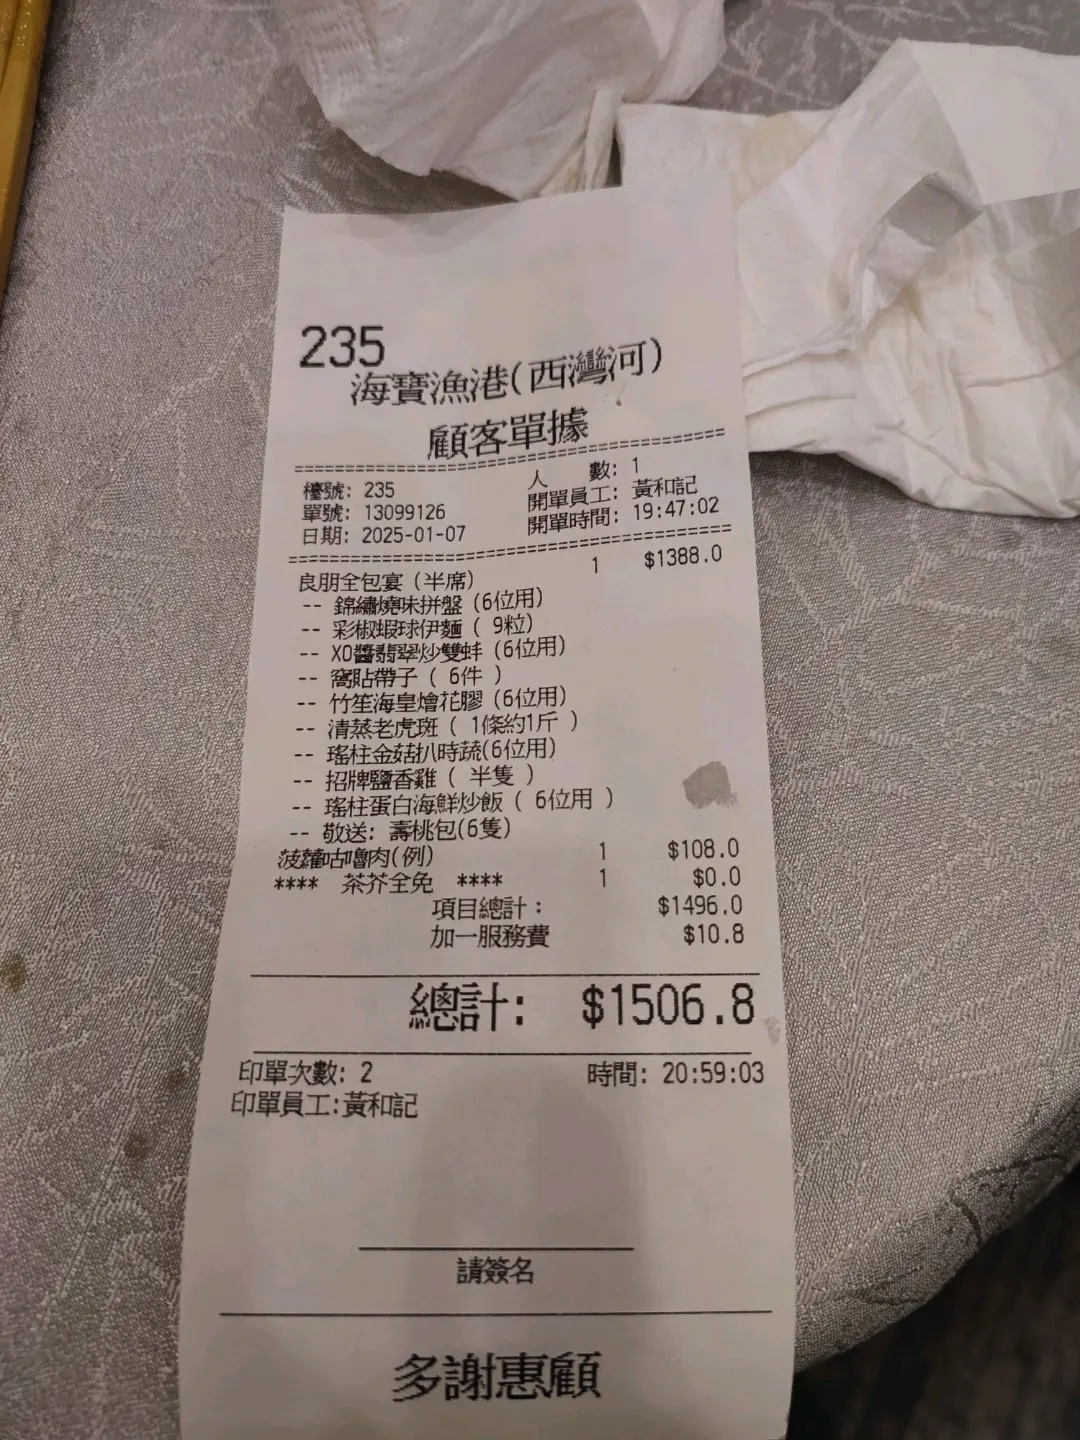 235
海寶漁港(西灣河)
顧客單據
檯號: 235
人 數: 1
單號: 13099126
開單員工: 黃和記
日期: 2025-01-07
開單時間: 19:47:02
良朋全包宴 (半席) 1 $1388.0
-- 錦繡燒味拼盤 (6位用)
-- 彩椒蝦球伊麵 ( 9粒)
-- XO醬翡翠炒雙蚌 (6位用)
-- 窩貼帶子 ( 6件 )
-- 竹笙海皇燴花膠 (6位用)
-- 清蒸老虎斑 ( 1條約1斤 )
-- 瑤柱金菇扒時蔬(6位用)
-- 招牌鹽香雞 ( 半隻 )
-- 瑤柱蛋白海鮮炒飯 ( 6位用 )
-- 敬送: 壽桃包(6隻)
菠蘿咕嚕肉(例) 1 $108.0
**** 茶芥全免 **** 1 $0.0
項目總計: $1496.0
加一服務費 $10.8
總計: $1506.8
印單次數: 2 時間: 20:59:03
印單員工:黃和記
請簽名
多謝惠顧